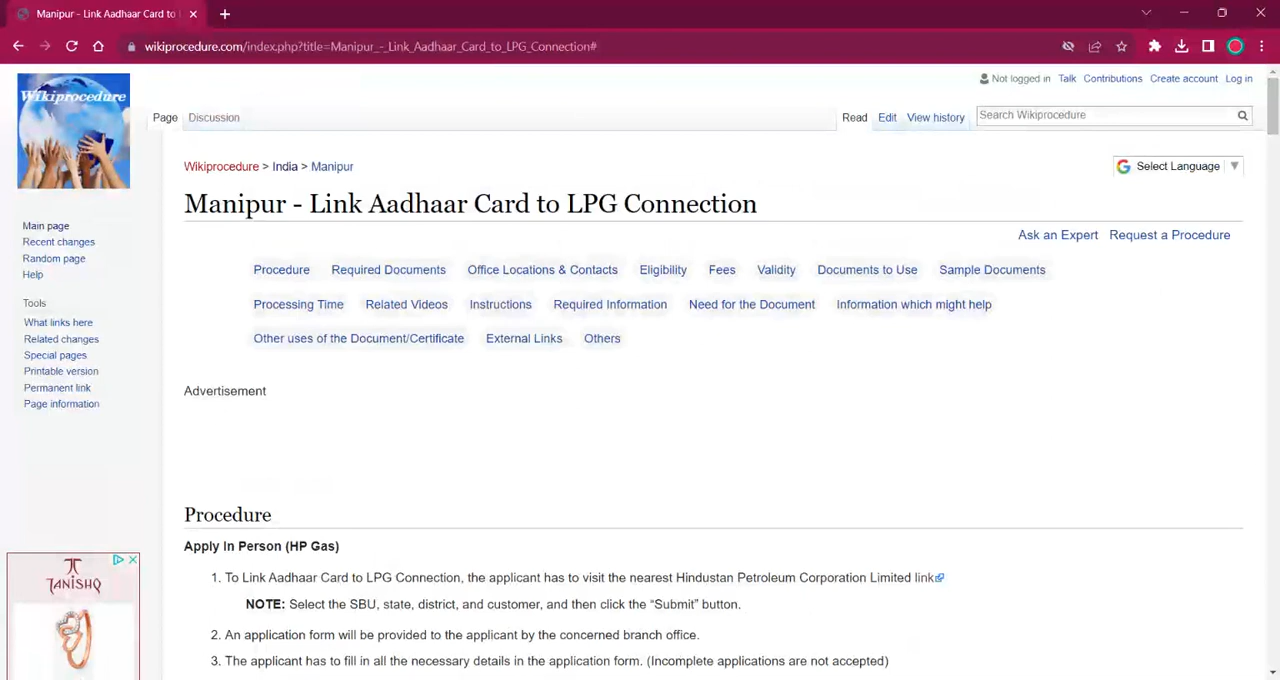 Manipur - Link Aadhaar Card to
wikiprocedure.com/index.php?title=Manipur_-_Link_Aadhaar_Card_to_LPG_Connection#
Wikiprocedure
Not logged in Talk Contributions Create account Log in
Page Discussion Read Edit View history Search Wikiprocedure
Wikiprocedure > India > Manipur
Select Language
Manipur - Link Aadhaar Card to LPG Connection
Ask an Expert Request a Procedure
Main page
Recent changes
Random page
Help
Tools
What links here
Related changes
Special pages
Printable version
Permanent link
Page information
Procedure Required Documents Office Locations & Contacts Eligibility Fees Validity Documents to Use Sample Documents
Processing Time Related Videos Instructions Required Information Need for the Document Information which might help
Other uses of the Document/Certificate External Links Others
Advertisement
Procedure
Apply In Person (HP Gas)
1. To Link Aadhaar Card to LPG Connection, the applicant has to visit the nearest Hindustan Petroleum Corporation Limited link
NOTE: Select the SBU, state, district, and customer, and then click the “Submit” button.
2. An application form will be provided to the applicant by the concerned branch office.
3. The applicant has to fill in all the necessary details in the application form. (Incomplete applications are not accepted)
TANISHQ